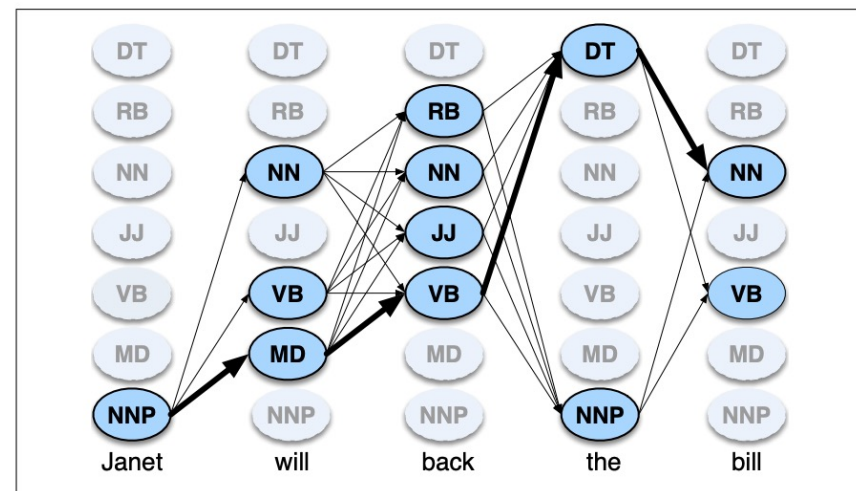 DT DT DT DT DT
RB RB RB RB RB
NN NN NN NN NN
JJ JJ JJ JJ JJ
VB VB VB VB VB
MD MD MD MD MD
NNP NNP NNP NNP NNP
Janet will back the bill